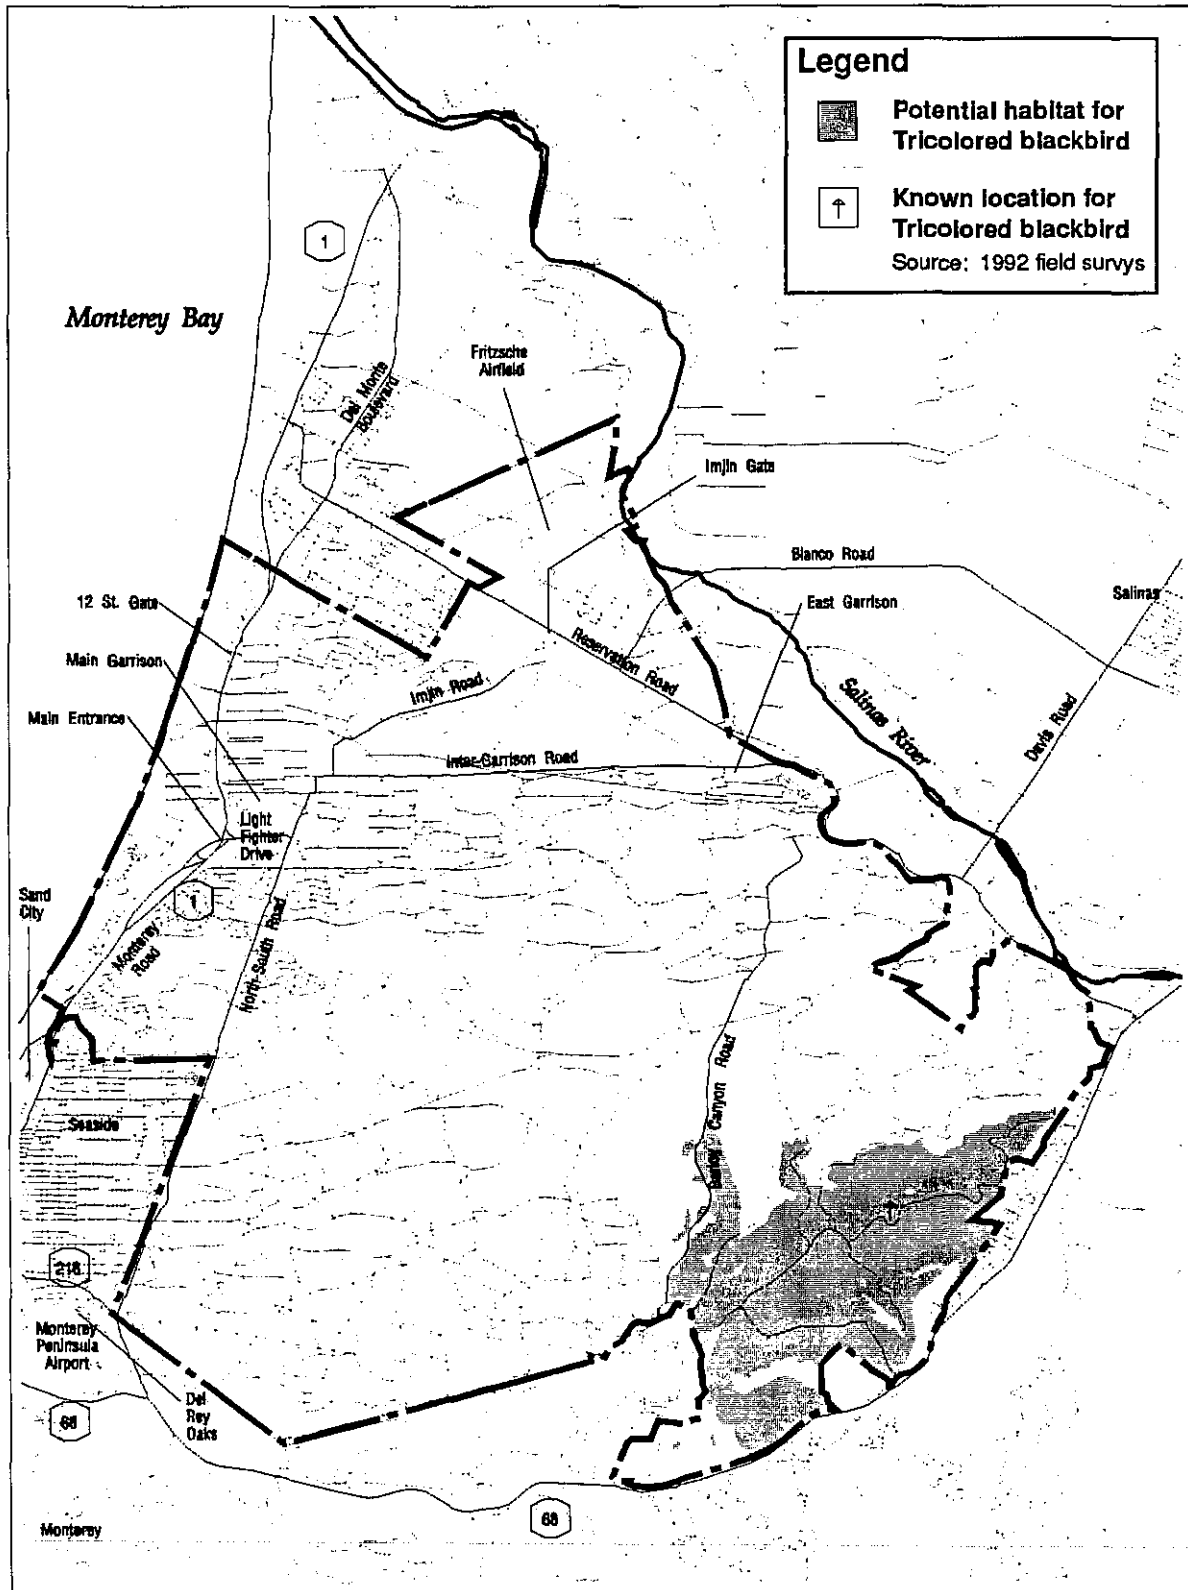 Legend
Potential habitat for
Tricolored blackbird
Known location for
Tricolored blackbird
Source: 1992 field survys
1
Monterey Bay
Fritzsche
Airfield
Del Monte
Boulevard
Imjin Gate
Blanco Road
Salinas
12 St. Gate
East Garrison
Main Garrison
Reservation Road
Imjin Road
Salinas River
Davis Road
Main Entrance
Inter-Garrison Road
Light
Fighter
Drive
Sand
City
1
Monterey
Road
North-South Road
Canyon Road
Seaside
218
Monterey
Peninsula
Airport
Del
Rey
Oaks
68
68
Monterey